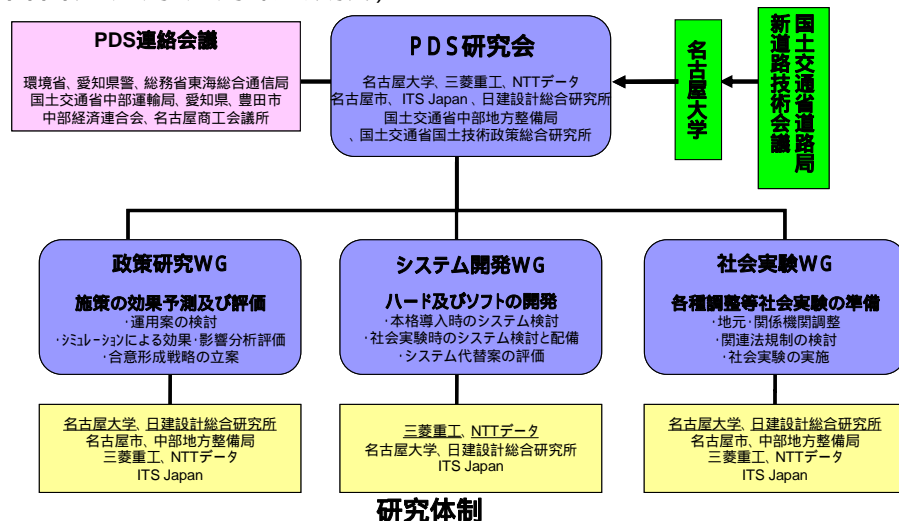 PDS連絡会議
環境省、愛知県警、総務省東海総合通信局
国土交通省中部運輸局、愛知県、豊田市
中部経済連合会、名古屋商工会議所
PDS研究会
名古屋大学、三菱重工、NTTデータ
名古屋市、ITS Japan、日建設計総合研究所
国土交通省中部地方整備局
、国土交通省国土技術政策総合研究所
名古屋大学
国土交通省道路局
新道路技術会議
政策研究WG
施策の効果予測及び評価
・運用案の検討
・シミュレーションによる効果・影響分析評価
・合意形成戦略の立案
システム開発WG
ハード及びソフトの開発
・本格導入時のシステム検討
・社会実験時のシステム検討と配備
・システム代替案の評価
社会実験WG
各種調整等社会実験の準備
・地元・関係機関調整
・関連法規制の検討
・社会実験の実施
名古屋大学、日建設計総合研究所
名古屋市、中部地方整備局
三菱重工、NTTデータ
ITS Japan
三菱重工、NTTデータ
名古屋大学、日建設計総合研究所
ITS Japan
名古屋大学、日建設計総合研究所
名古屋市、中部地方整備局
三菱重工、NTTデータ
ITS Japan
研究体制